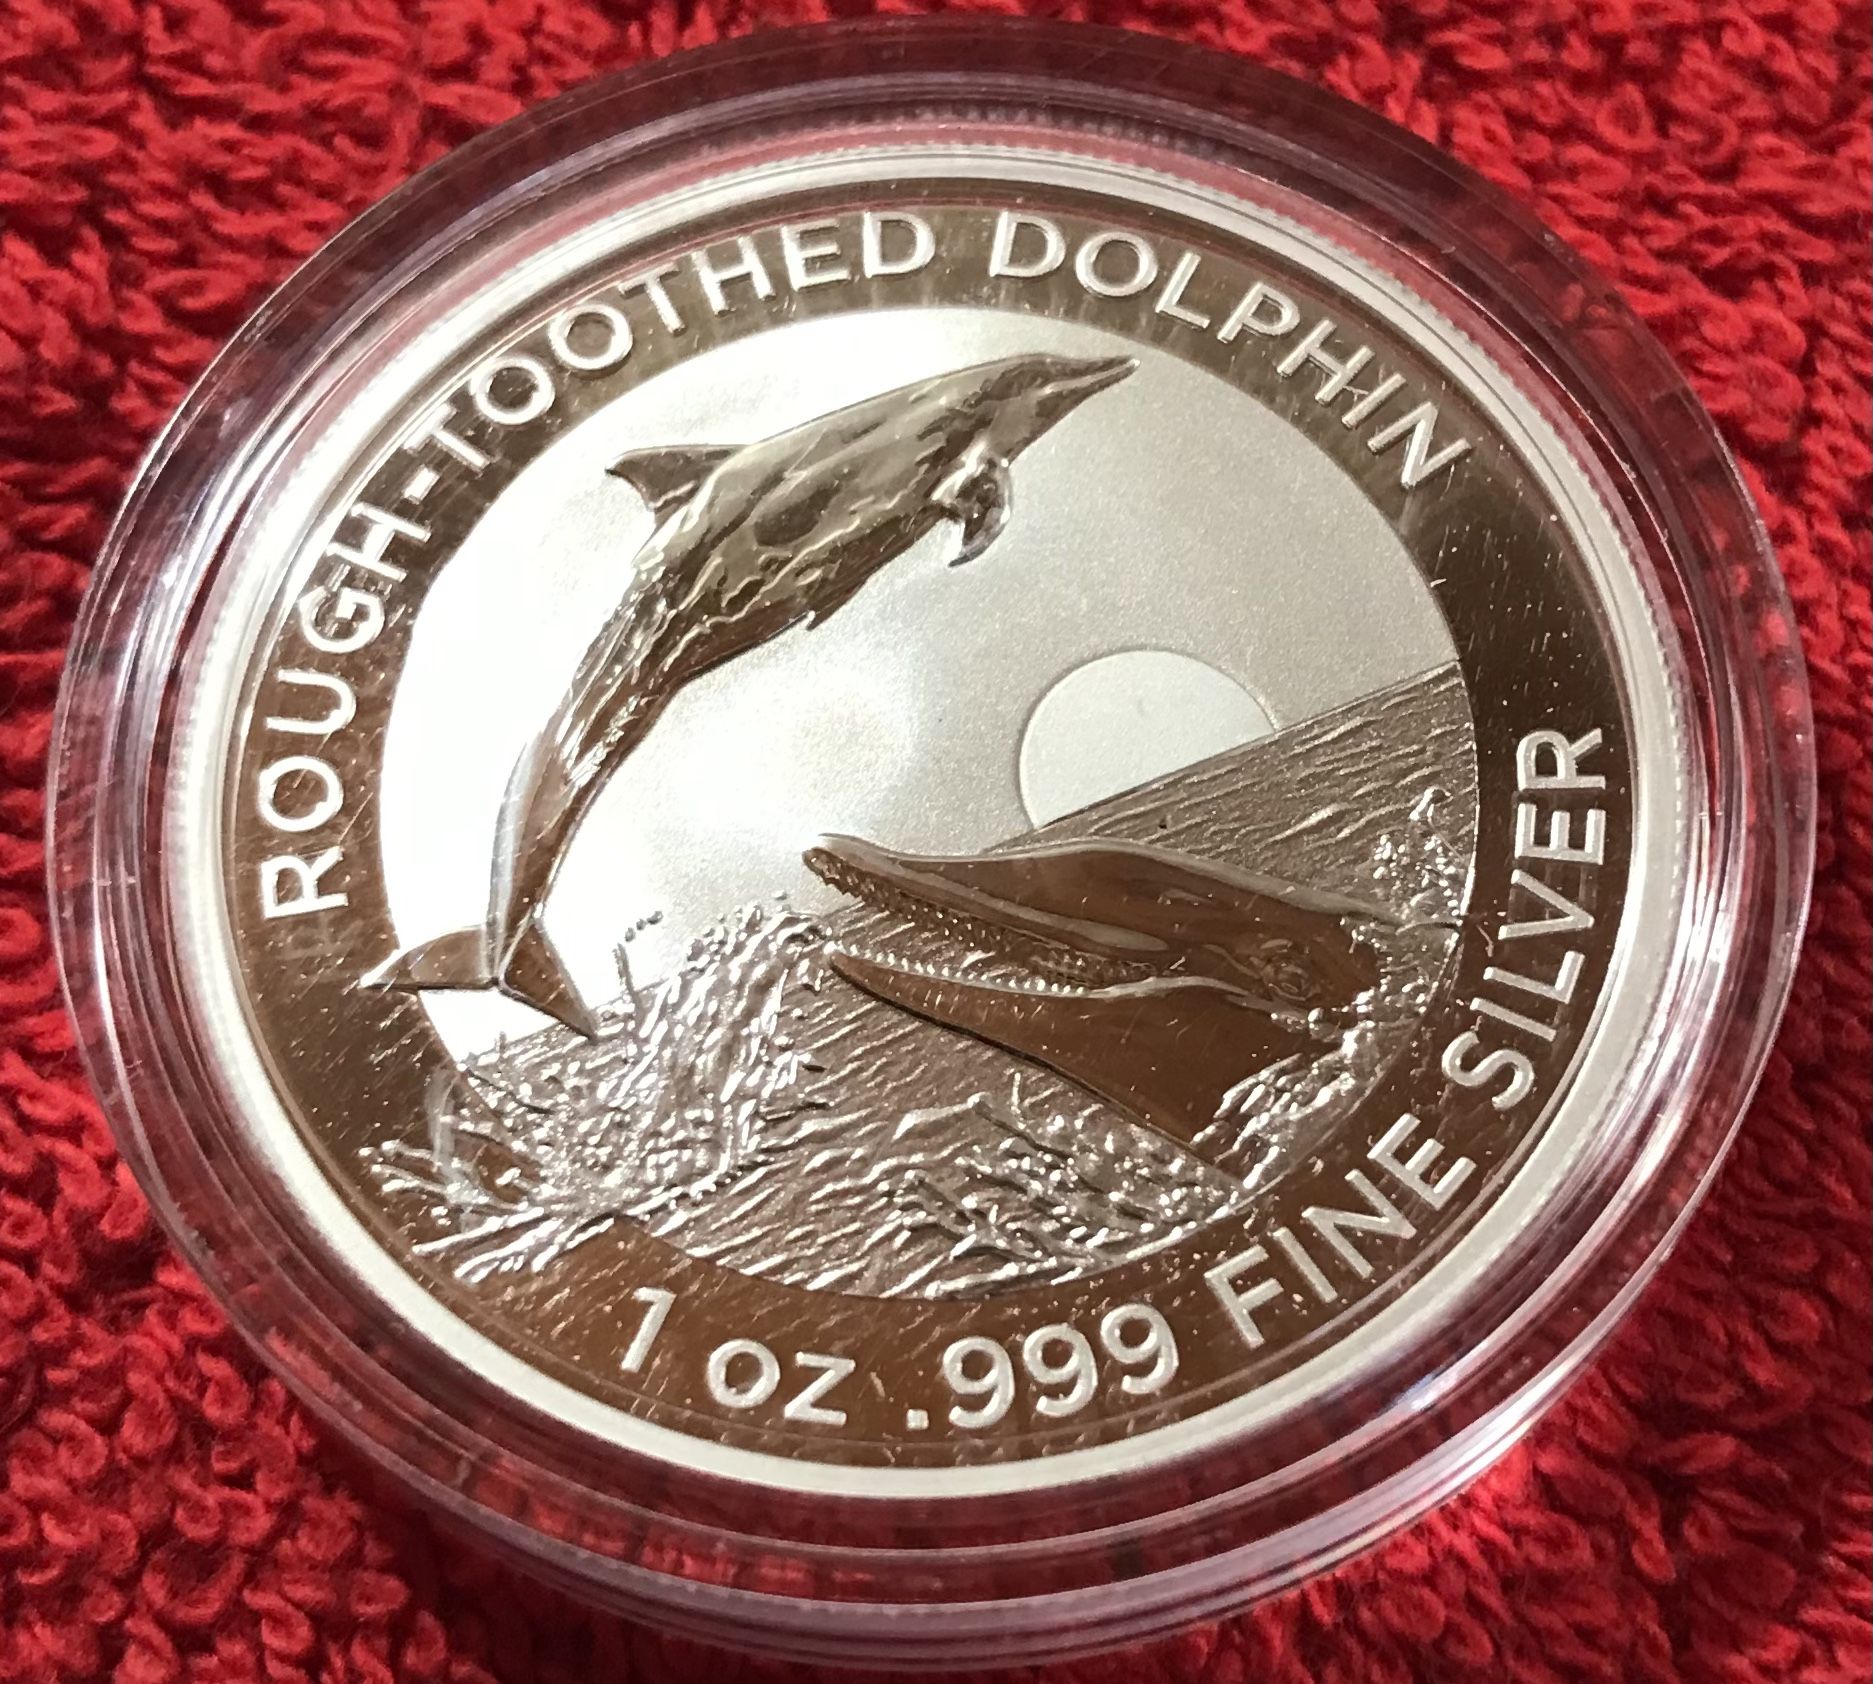 ROUGH-TOOTHED DOLPHIN
1 oz .999 FINE SILVER